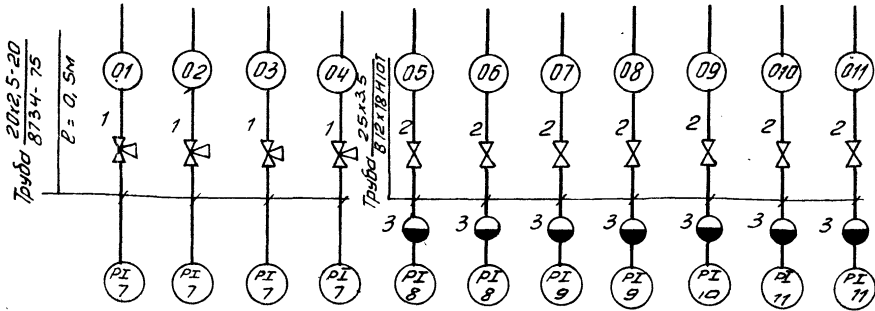 Труба 20х2,5-20
8734-75
ℓ = 0,5м
01 02 03 04
Труба 25х3,5
812х18Н10Т
05 06 07 08 09 010 011
1 1 1 1 2 2 2 2 2 2 2
3 3 3 3 3 3 3
PI PI PI PI PI PI PI PI PI PI PI
7 7 7 7 8 8 9 9 10 11 11